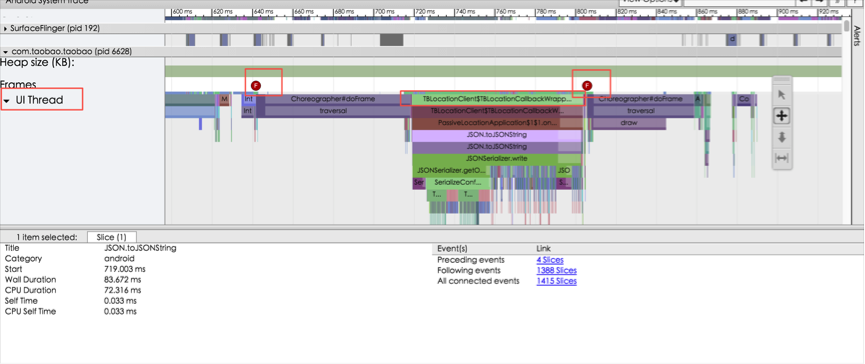 Android System Trace
View Options
600 ms 620 ms 640 ms 660 ms 680 ms 700 ms 720 ms 740 ms 760 ms 780 ms 800 ms 820 ms 840 ms 860 ms 880 ms 900 ms 920 ms
Alerts
SurfaceFlinger (pid 192)
d
com.taobao.taobao (pid 6628)
Heap size (KB):
Frames
F F
UI Thread
M Int Choreographer#doFrame TBLocationClient$TBLocationCallbackWrapp... Choreographer#doFrame A Co
Int traversal TBLocationClient$TBLocationCallbackW... traversal
PassiveLocationApplication$1$1.on... draw
JSON.toJSONString
JSON.toJSONString
JSONSerializer.write
JSONSerializer.getO... JSO
Ser SerializeConf... S...
T... T...
1 item selected: Slice (1)
Title JSON.toJSONString
Category android
Start 719.003 ms
Wall Duration 83.672 ms
CPU Duration 72.316 ms
Self Time 0.033 ms
CPU Self Time 0.033 ms
Event(s) Link
Preceding events 4 Slices
Following events 1388 Slices
All connected events 1415 Slices